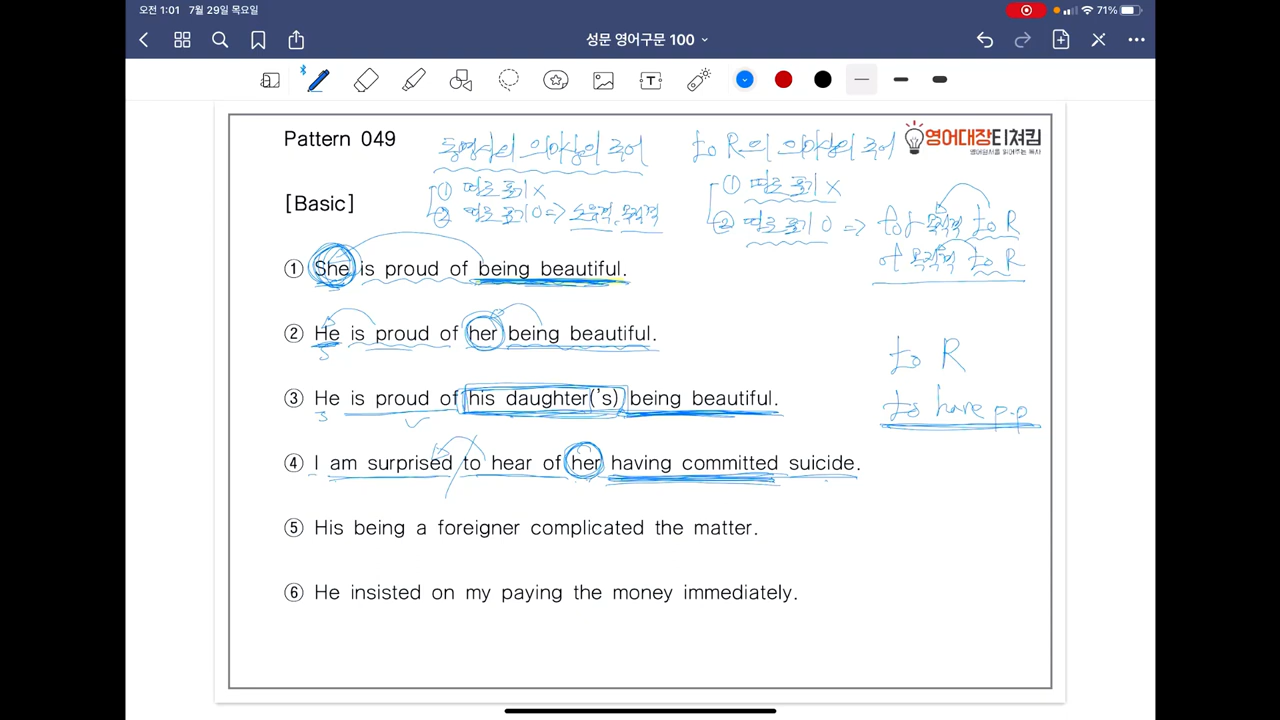 오전 1:01 7월 29일 목요일
71%
성문 영어구문 100
Pattern 049
동명사의 의미상의 주어
① 따로 표기 X
② 따로 표기 O => 소유격, 목적격
to R의 의미상의 주어
① 따로 표기 X
② 따로 표기 O => for 목적격 to R
of 목적격 to R
영어대장티쳐킴
[Basic]
① She is proud of being beautiful.
② He is proud of her being beautiful.
S
to R
③ He is proud of his daughter('s) being beautiful.
S
to have p.p
④ I am surprised to hear of her having committed suicide.
⑤ His being a foreigner complicated the matter.
⑥ He insisted on my paying the money immediately.